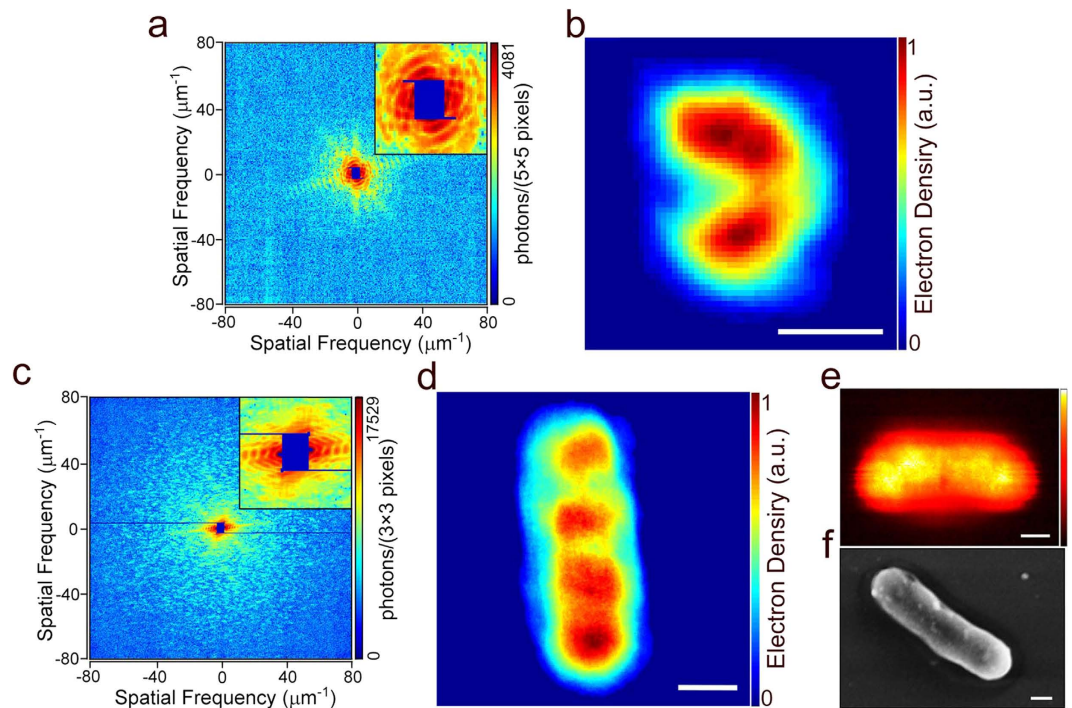 a
80
40
0
-40
-80
Spatial Frequency (μm⁻¹)
-80 -40 0 40 80
Spatial Frequency (μm⁻¹)
4081
0
photons/(5×5 pixels)
b
1
0
Electron Densiry (a.u.)
c
80
40
0
-40
-80
Spatial Frequency (μm⁻¹)
-80 -40 0 40 80
Spatial Frequency (μm⁻¹)
17529
0
photons/(3×3 pixels)
d
1
0
Electron Densiry (a.u.)
e
f